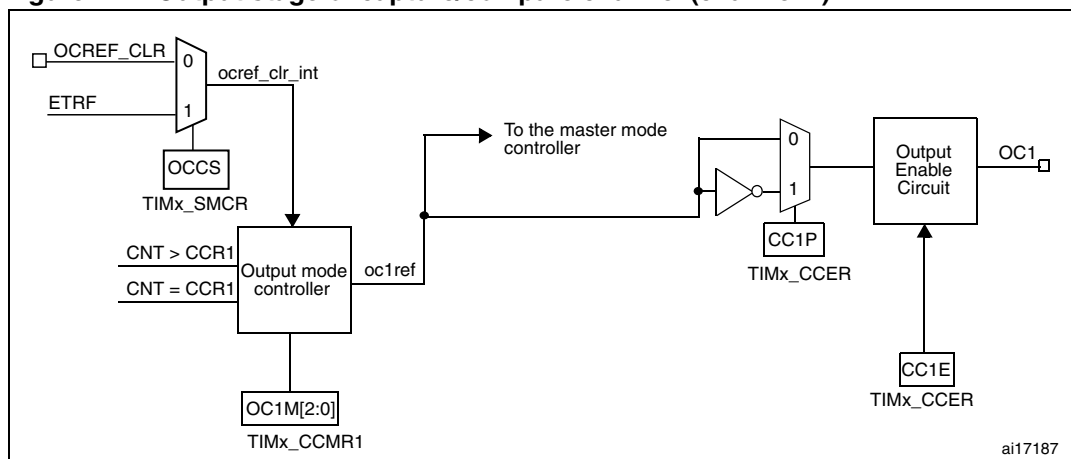 OCREF_CLR
0
ocref_clr_int
ETRF
1
OCCS
TIMx_SMCR
To the master mode
controller
0
1
CC1P
TIMx_CCER
Output
Enable
Circuit
OC1
CNT > CCR1
CNT = CCR1
Output mode
controller
oc1ref
CC1E
TIMx_CCER
OC1M[2:0]
TIMx_CCMR1
ai17187